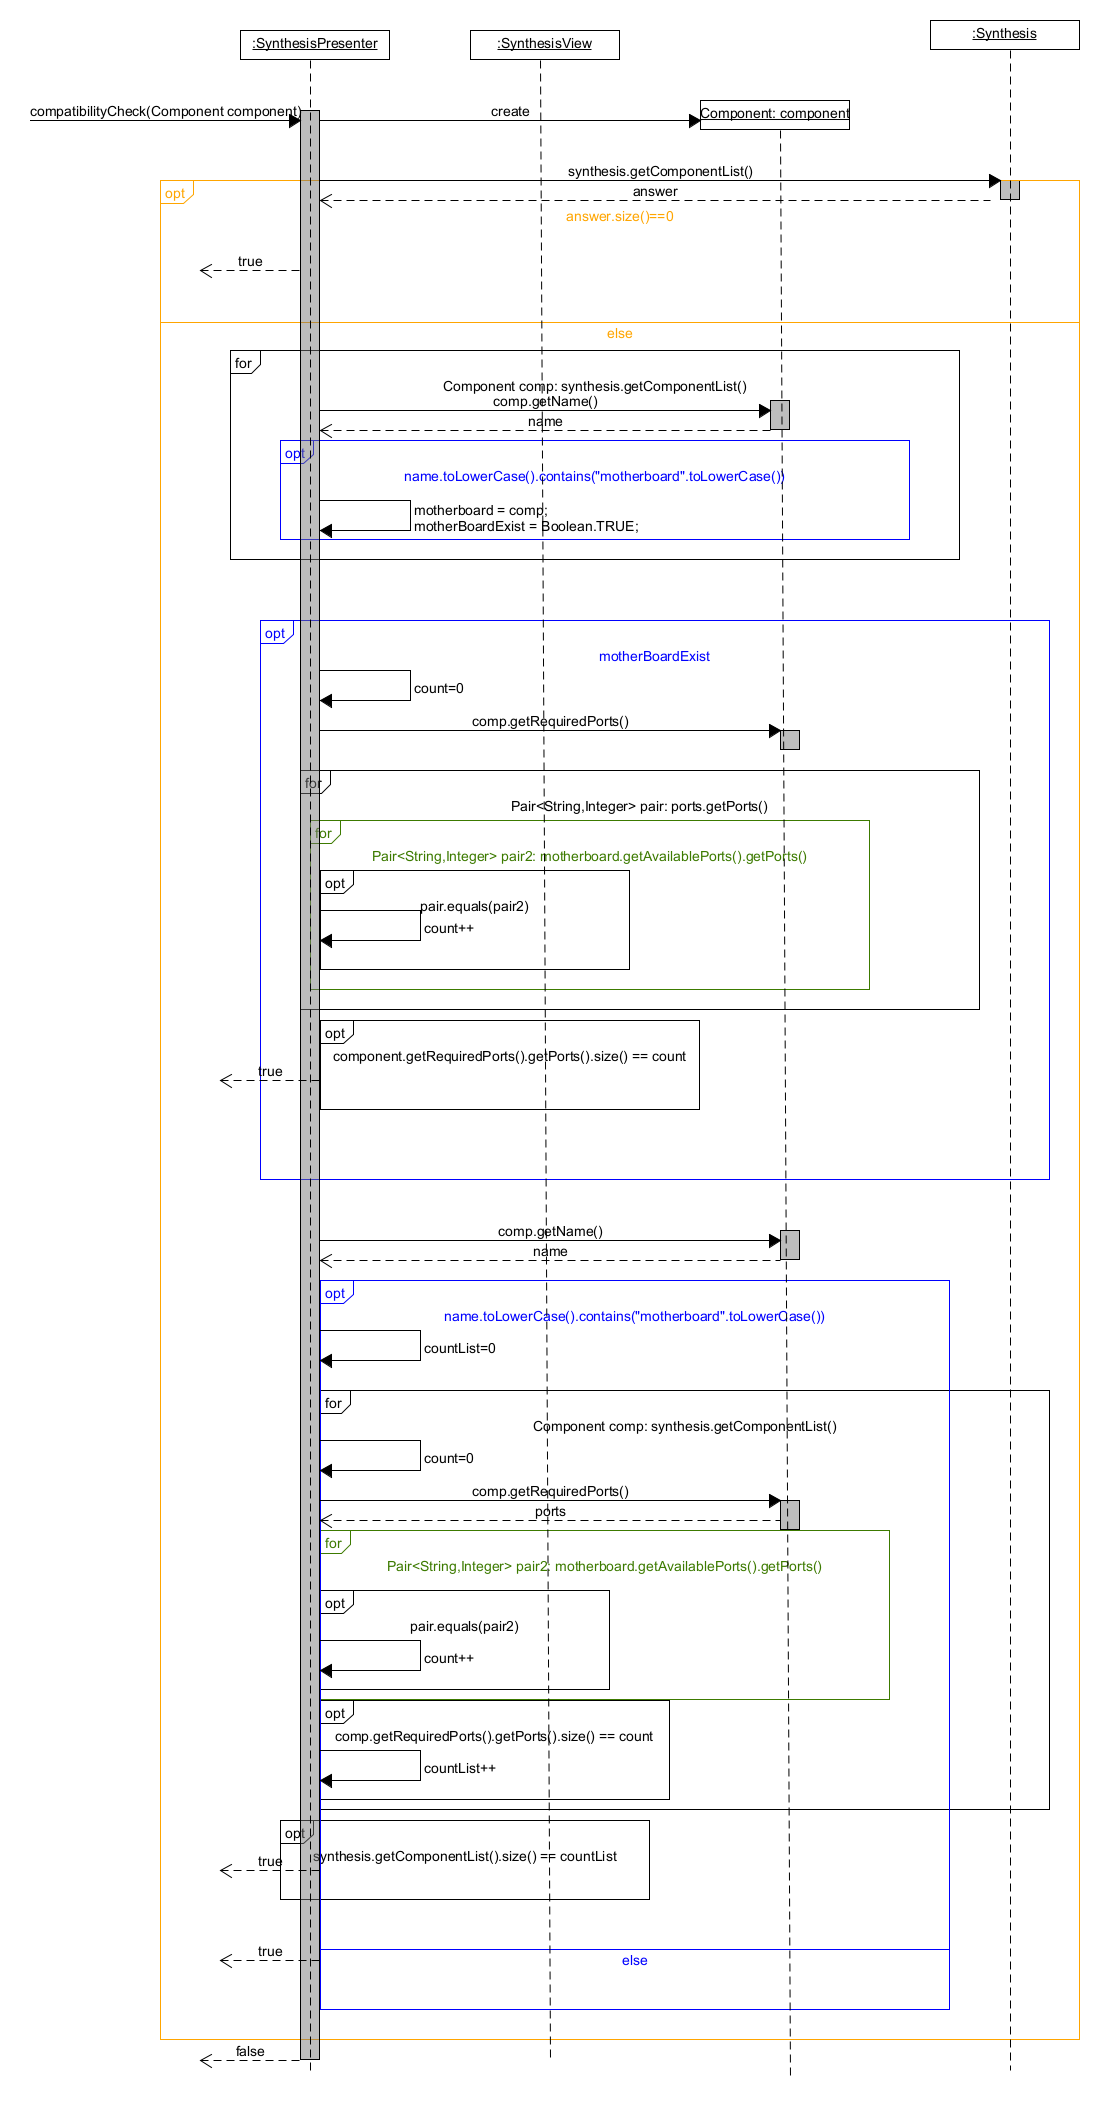 :SynthesisPresenter
:SynthesisView
:Synthesis
compatibilityCheck(Component component)
create
Component: component
synthesis.getComponentList()
opt
answer
answer.size()==0
true
else
for
Component comp: synthesis.getComponentList()
comp.getName()
name
opt
name.toLowerCase().contains("motherboard".toLowerCase())
motherboard = comp;
motherBoardExist = Boolean.TRUE;
opt
motherBoardExist
count=0
comp.getRequiredPorts()
for
Pair<String,Integer> pair: ports.getPorts()
for
Pair<String,Integer> pair2: motherboard.getAvailablePorts().getPorts()
opt
pair.equals(pair2)
count++
opt
component.getRequiredPorts().getPorts().size() == count
true
comp.getName()
name
opt
name.toLowerCase().contains("motherboard".toLowerCase())
countList=0
for
Component comp: synthesis.getComponentList()
count=0
comp.getRequiredPorts()
ports
for
Pair<String,Integer> pair2: motherboard.getAvailablePorts().getPorts()
opt
pair.equals(pair2)
count++
opt
comp.getRequiredPorts().getPorts().size() == count
countList++
opt
synthesis.getComponentList().size() == countList
true
true
else
false